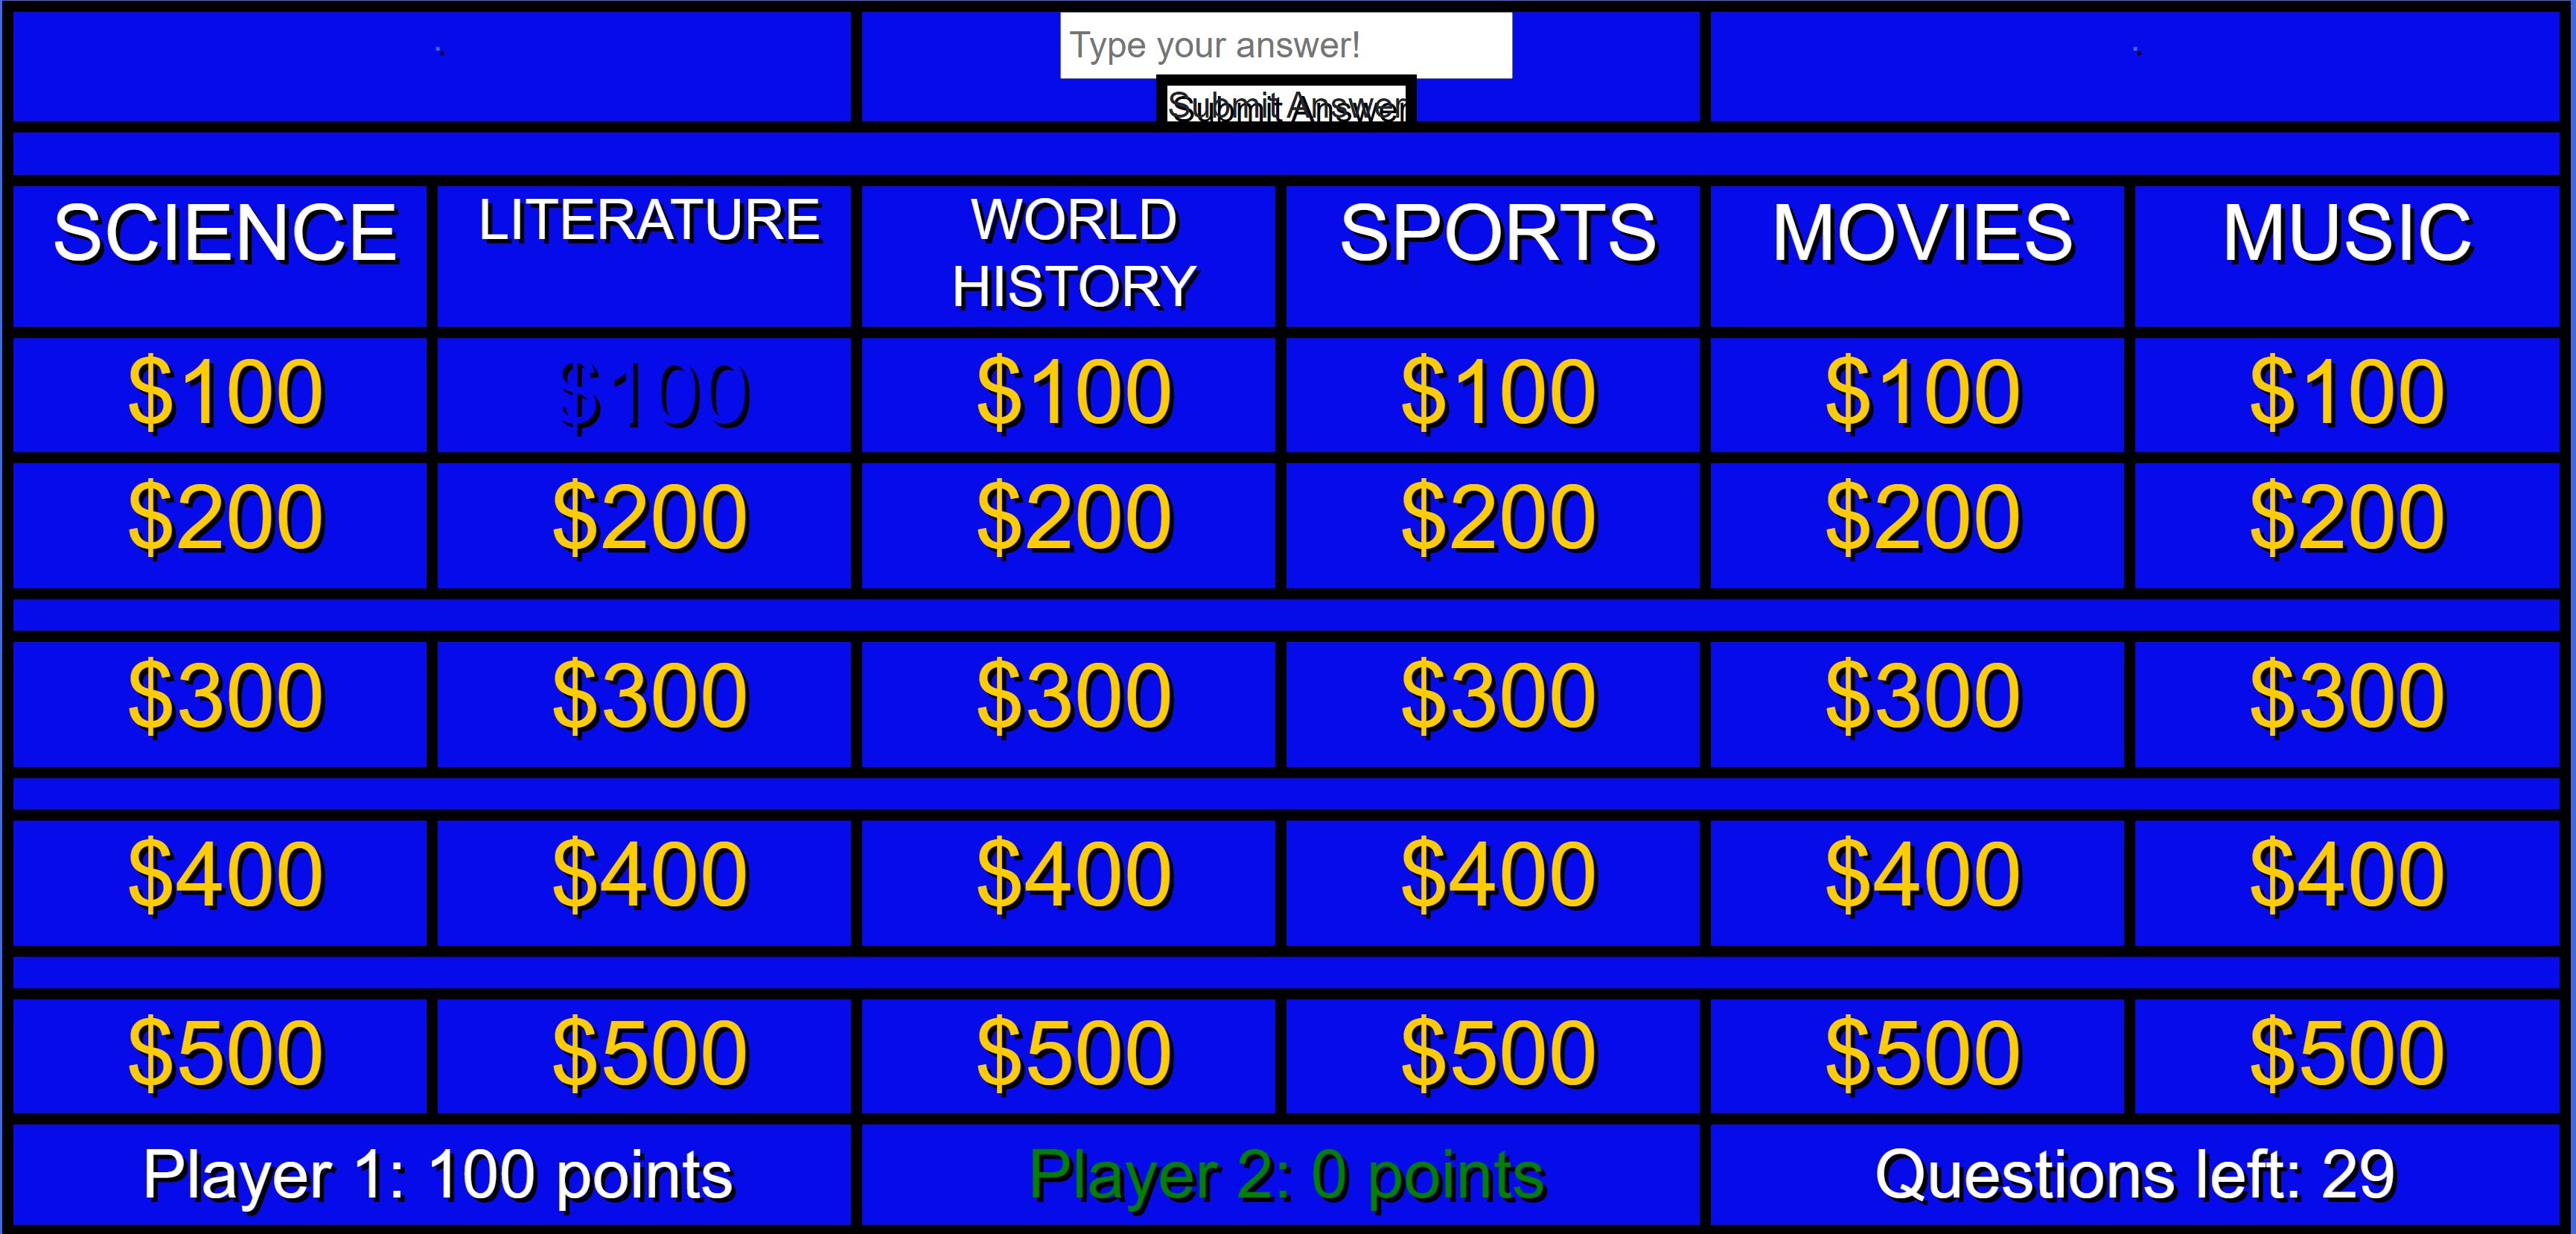 Type your answer!
Submit Answer
SCIENCE LITERATURE WORLD HISTORY SPORTS MOVIES MUSIC
$100 $100 $100 $100 $100 $100
$200 $200 $200 $200 $200 $200
$300 $300 $300 $300 $300 $300
$400 $400 $400 $400 $400 $400
$500 $500 $500 $500 $500 $500
Player 1: 100 points Player 2: 0 points Questions left: 29